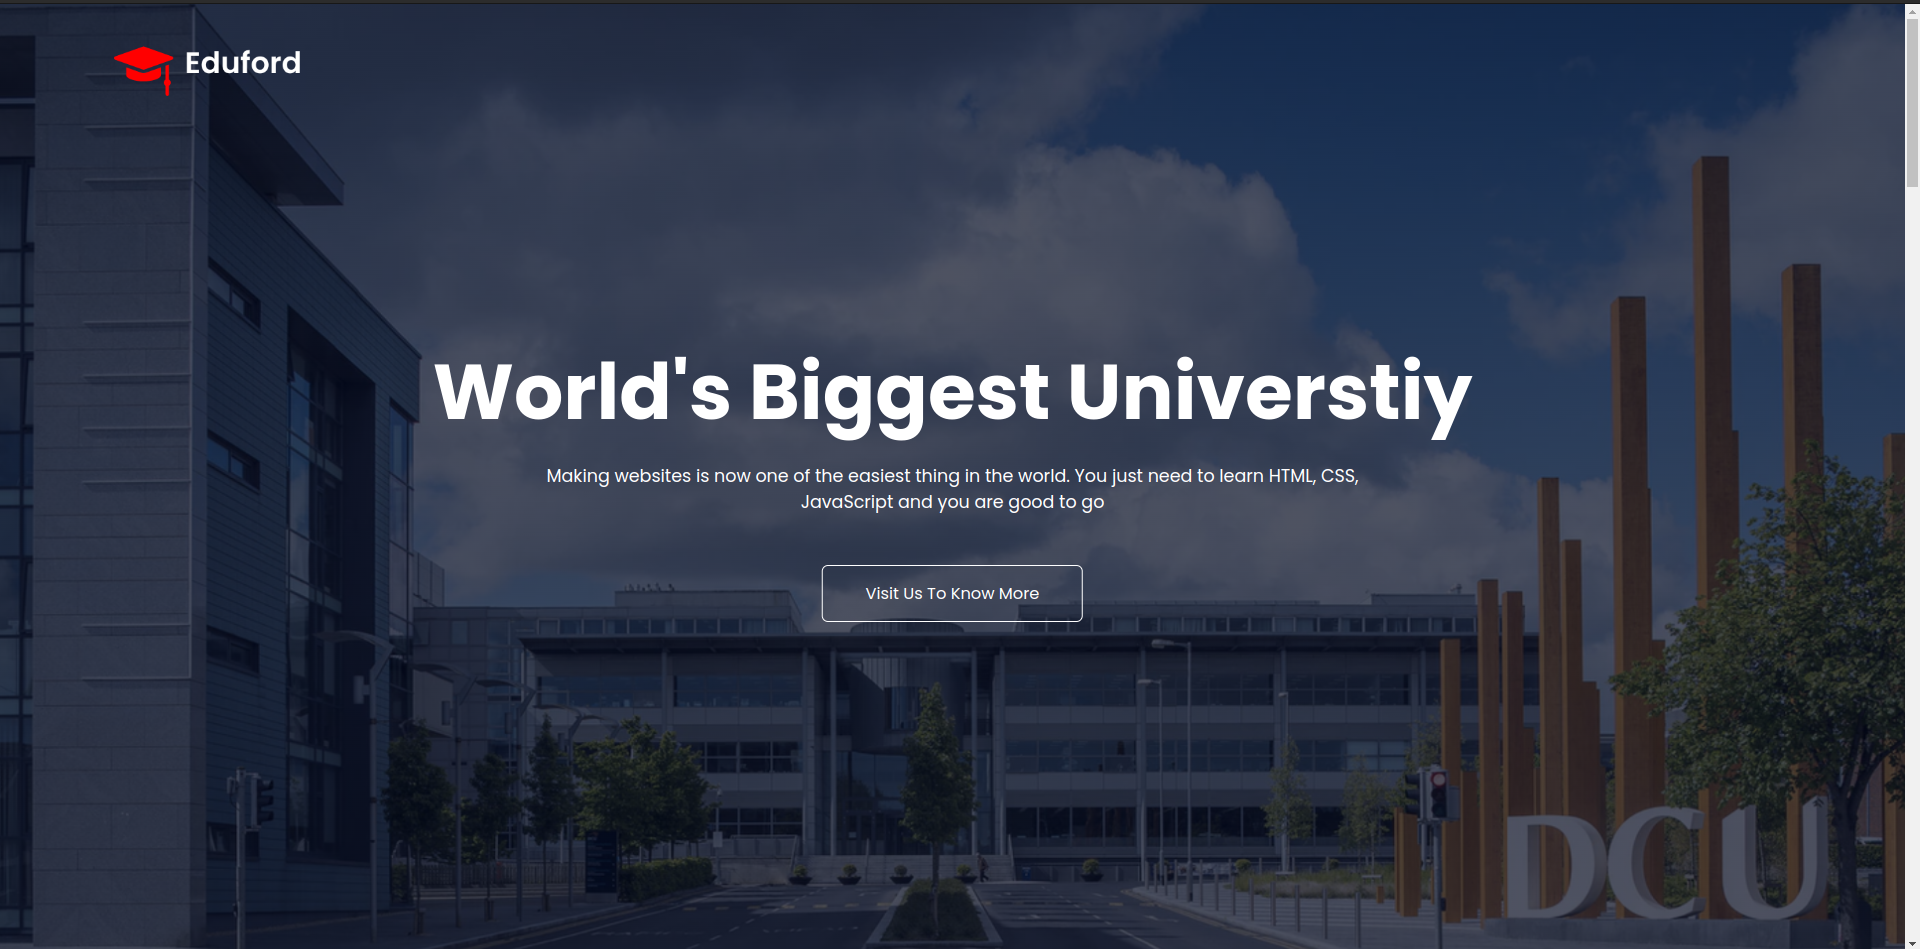 Eduford
World's Biggest Universtiy
Making websites is now one of the easiest thing in the world. You just need to learn HTML, CSS,
JavaScript and you are good to go
Visit Us To Know More
DCU